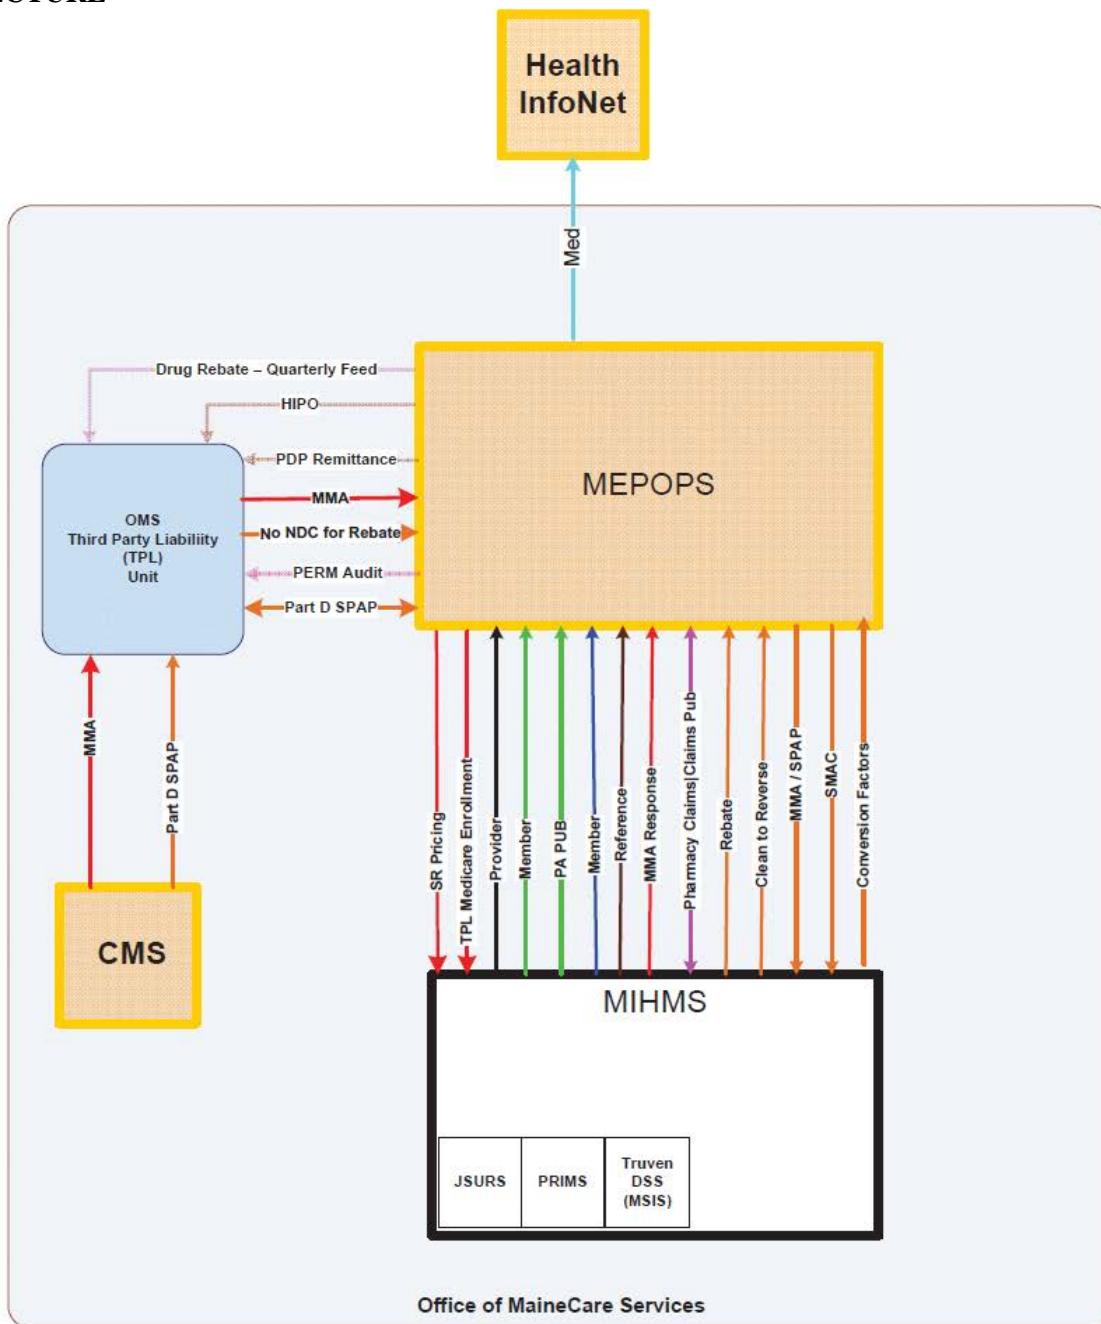 Health
InfoNet
Med
Drug Rebate – Quarterly Feed
HIPO
PDP Remittance
MMA
No NDC for Rebate
PERM Audit
Part D SPAP
OMS
Third Party Liabiliity
(TPL)
Unit
MEPOPS
MMA
Part D SPAP
CMS
SR Pricing
TPL Medicare Enrollment
Provider
Member
PA PUB
Member
Reference
MMA Response
Pharmacy Claims|Claims Pub
Rebate
Clean to Reverse
MMA / SPAP
SMAC
Conversion Factors
MIHMS
JSURS
PRIMS
Truven
DSS
(MSIS)
Office of MaineCare Services